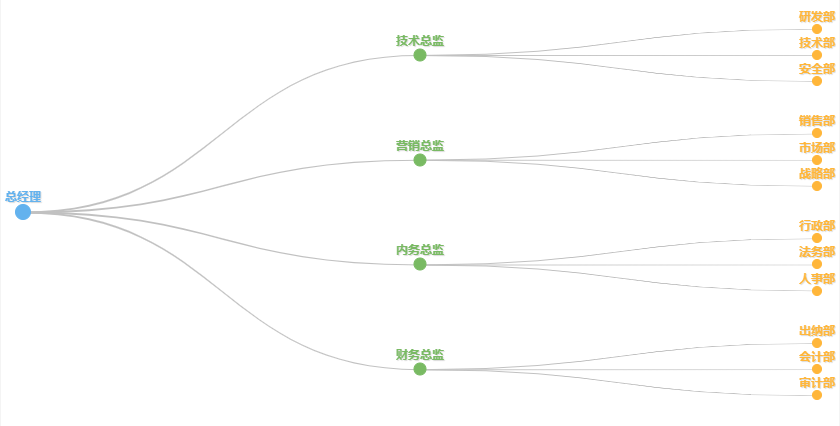 总经理
技术总监
研发部
技术部
安全部
营销总监
销售部
市场部
战略部
内务总监
行政部
法务部
人事部
财务总监
出纳部
会计部
审计部